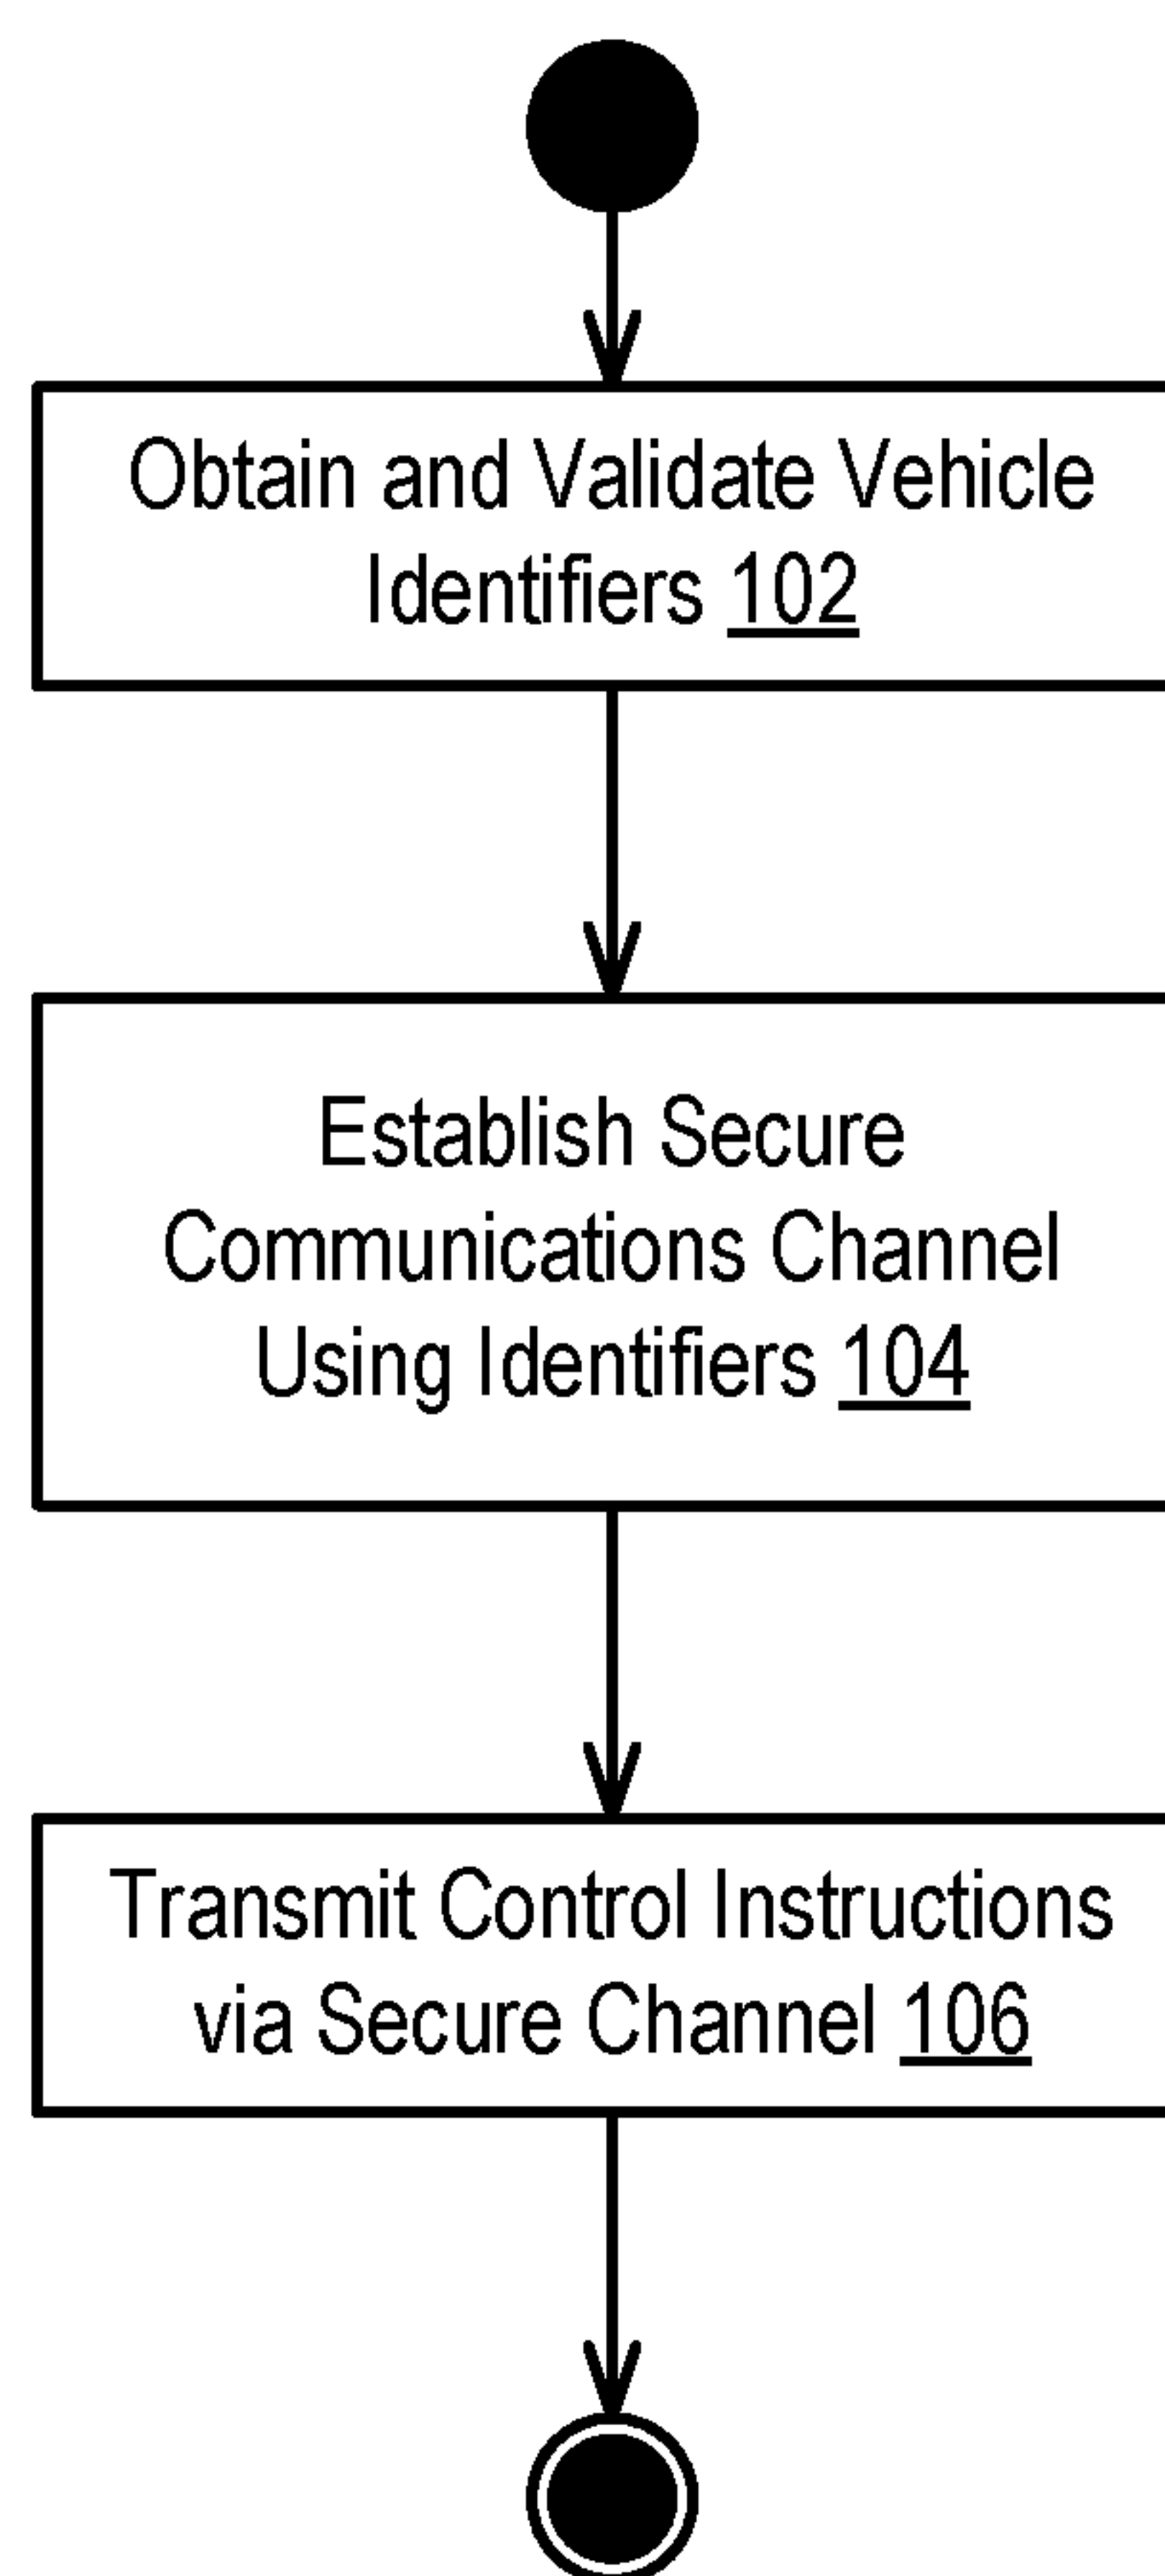 Obtain and Validate Vehicle
Identifiers 102
Establish Secure
Communications Channel
Using Identifiers 104
Transmit Control Instructions
via Secure Channel 106